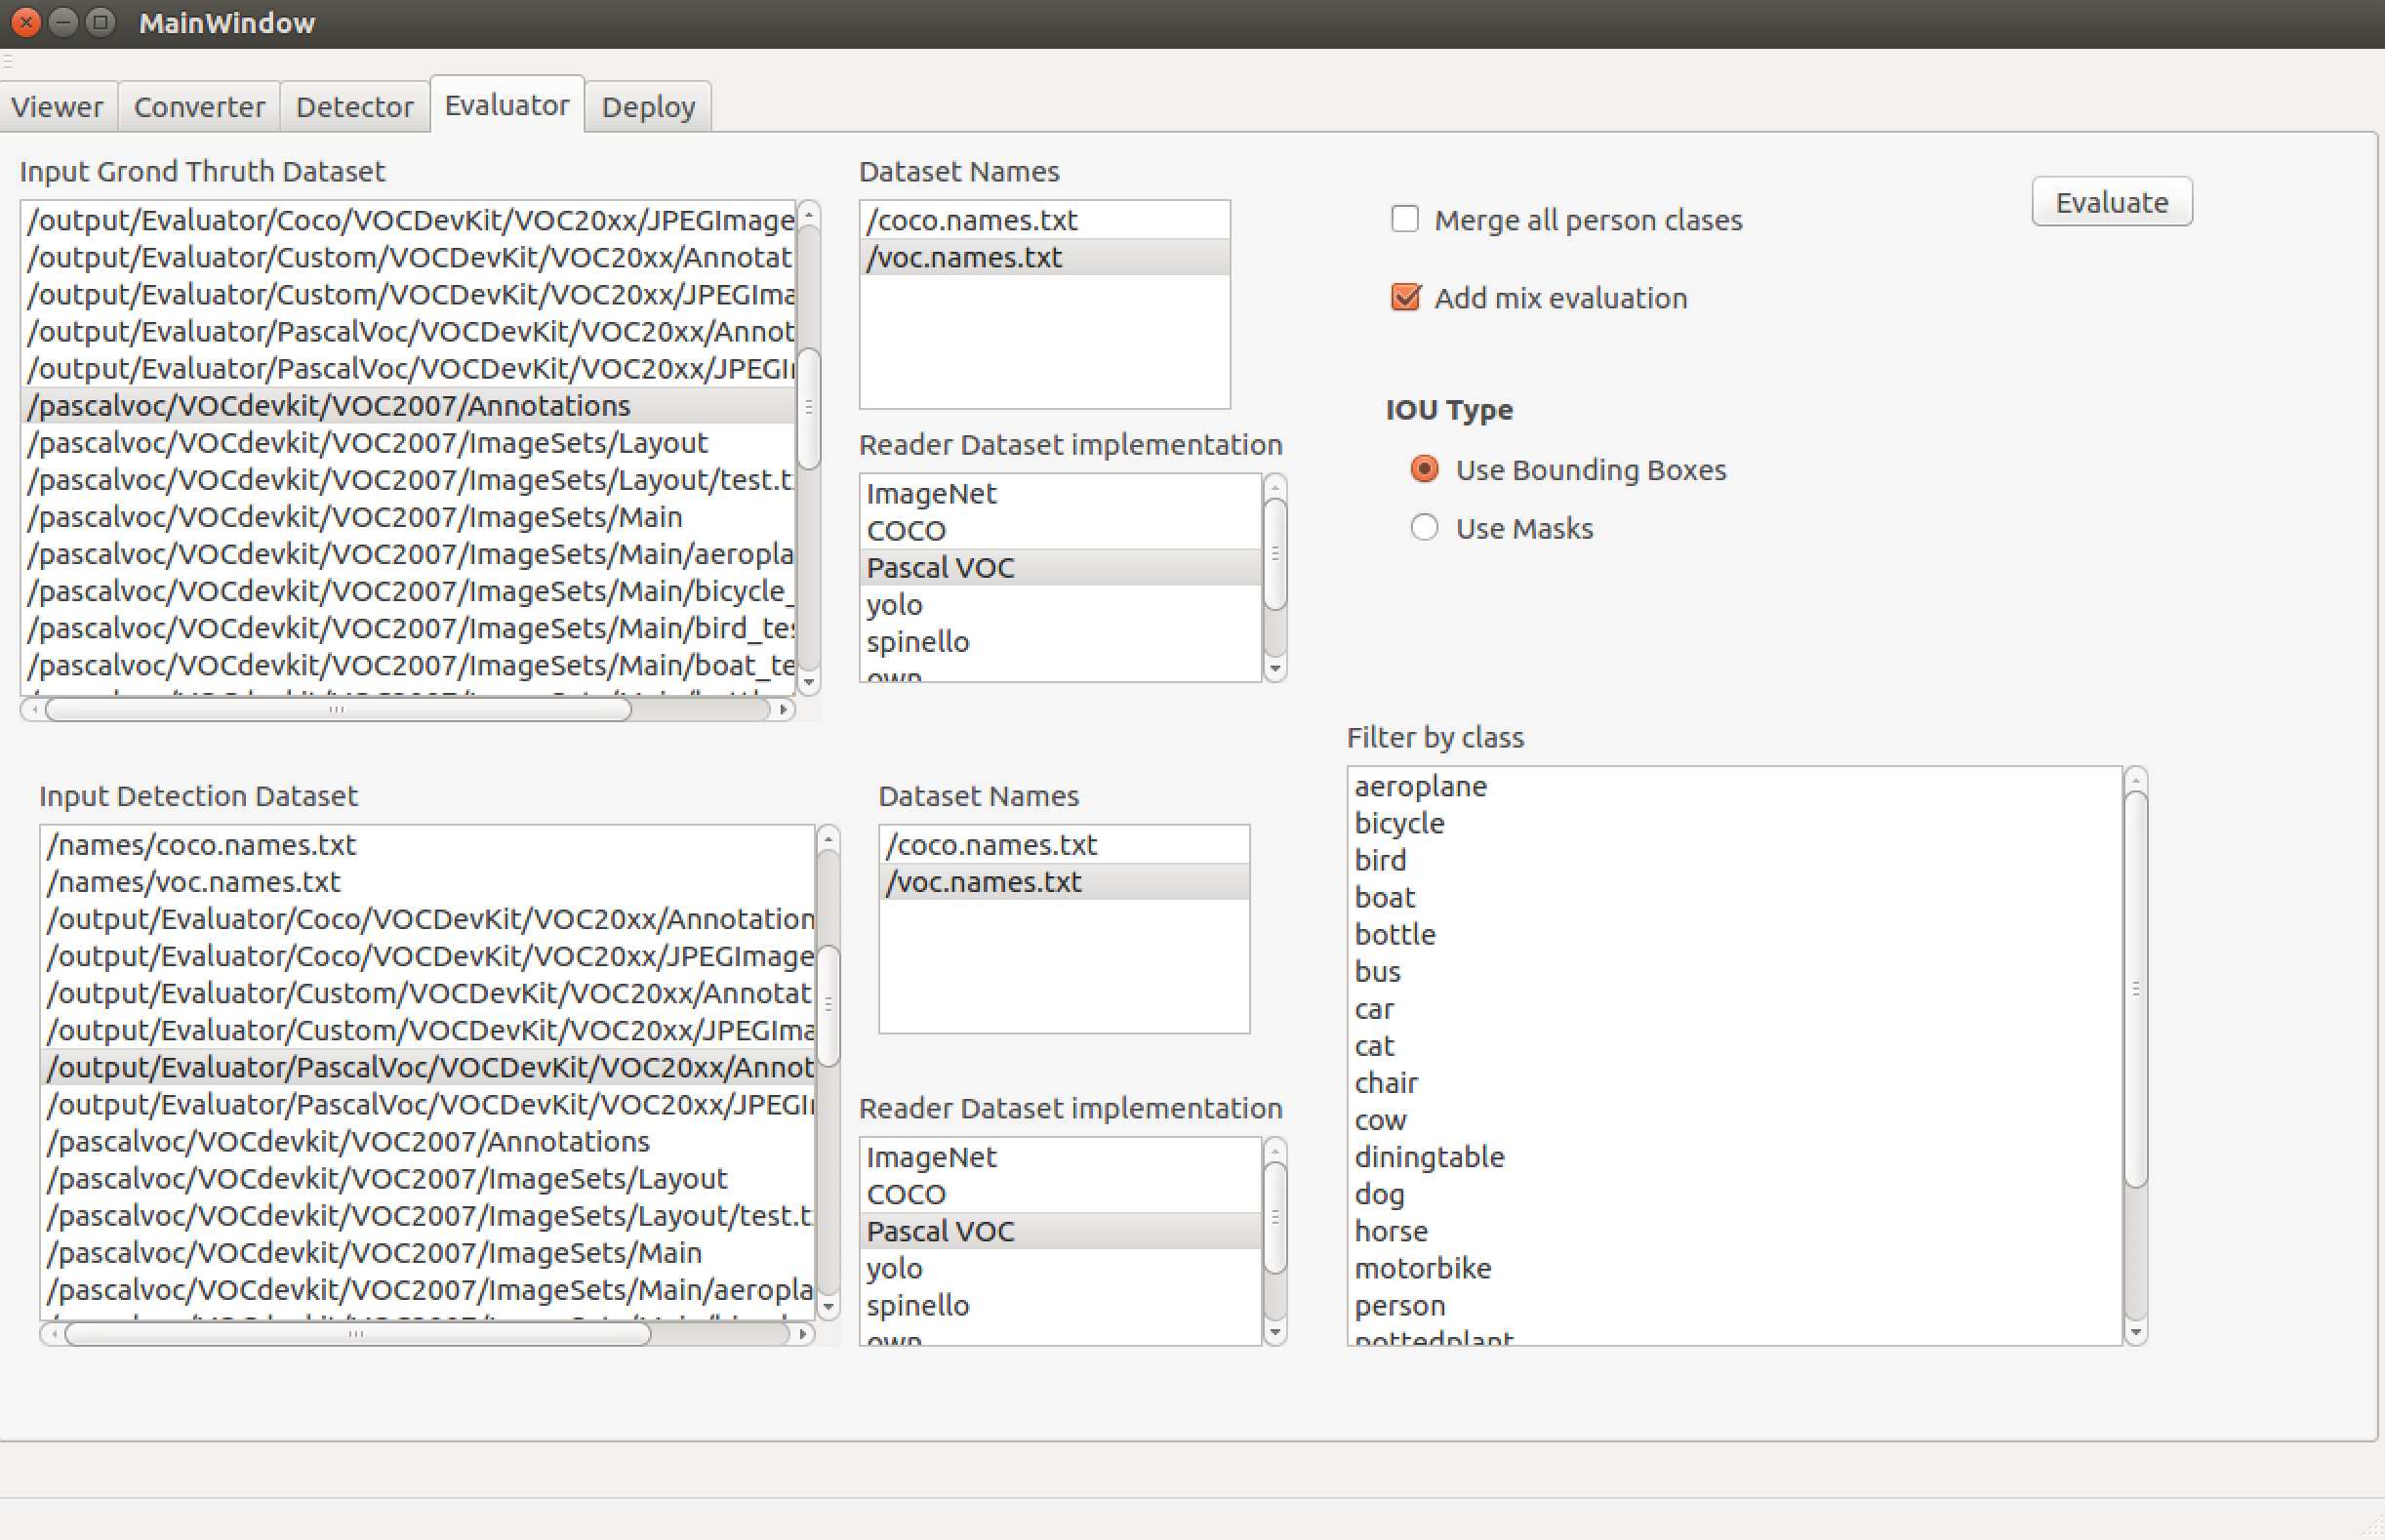 MainWindow
Viewer Converter Detector Evaluator Deploy
Input Grond Thruth Dataset
/output/Evaluator/Coco/VOCDevKit/VOC20xx/JPEGImage
/output/Evaluator/Custom/VOCDevKit/VOC20xx/Annotat
/output/Evaluator/Custom/VOCDevKit/VOC20xx/JPEGIma
/output/Evaluator/PascalVoc/VOCDevKit/VOC20xx/Annot
/output/Evaluator/PascalVoc/VOCDevKit/VOC20xx/JPEGI
/pascalvoc/VOCdevkit/VOC2007/Annotations
/pascalvoc/VOCdevkit/VOC2007/ImageSets/Layout
/pascalvoc/VOCdevkit/VOC2007/ImageSets/Layout/test.t
/pascalvoc/VOCdevkit/VOC2007/ImageSets/Main
/pascalvoc/VOCdevkit/VOC2007/ImageSets/Main/aeropla
/pascalvoc/VOCdevkit/VOC2007/ImageSets/Main/bicycle_
/pascalvoc/VOCdevkit/VOC2007/ImageSets/Main/bird_tes
/pascalvoc/VOCdevkit/VOC2007/ImageSets/Main/boat_te
Dataset Names
/coco.names.txt
/voc.names.txt
Reader Dataset implementation
ImageNet
COCO
Pascal VOC
yolo
spinello
own
Merge all person clases
Add mix evaluation
IOU Type
Use Bounding Boxes
Use Masks
Evaluate
Input Detection Dataset
/names/coco.names.txt
/names/voc.names.txt
/output/Evaluator/Coco/VOCDevKit/VOC20xx/Annotation
/output/Evaluator/Coco/VOCDevKit/VOC20xx/JPEGImage
/output/Evaluator/Custom/VOCDevKit/VOC20xx/Annotat
/output/Evaluator/Custom/VOCDevKit/VOC20xx/JPEGIma
/output/Evaluator/PascalVoc/VOCDevKit/VOC20xx/Annot
/output/Evaluator/PascalVoc/VOCDevKit/VOC20xx/JPEGI
/pascalvoc/VOCdevkit/VOC2007/Annotations
/pascalvoc/VOCdevkit/VOC2007/ImageSets/Layout
/pascalvoc/VOCdevkit/VOC2007/ImageSets/Layout/test.t
/pascalvoc/VOCdevkit/VOC2007/ImageSets/Main
/pascalvoc/VOCdevkit/VOC2007/ImageSets/Main/aeropla
Dataset Names
/coco.names.txt
/voc.names.txt
Reader Dataset implementation
ImageNet
COCO
Pascal VOC
yolo
spinello
own
Filter by class
aeroplane
bicycle
bird
boat
bottle
bus
car
cat
chair
cow
diningtable
dog
horse
motorbike
person
pottedplant